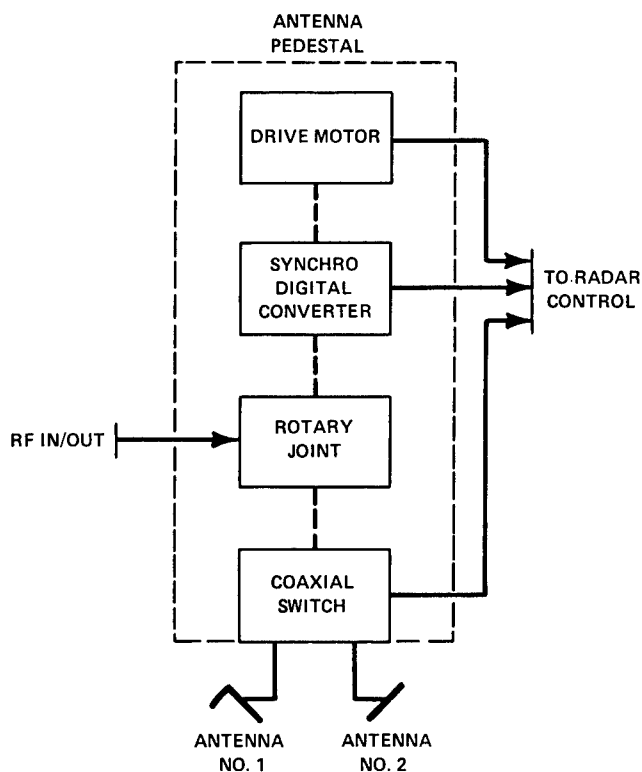 ANTENNA
PEDESTAL
DRIVE MOTOR
SYNCHRO
DIGITAL
CONVERTER
TO RADAR
CONTROL
RF IN/OUT
ROTARY
JOINT
COAXIAL
SWITCH
ANTENNA
NO. 1
ANTENNA
NO. 2